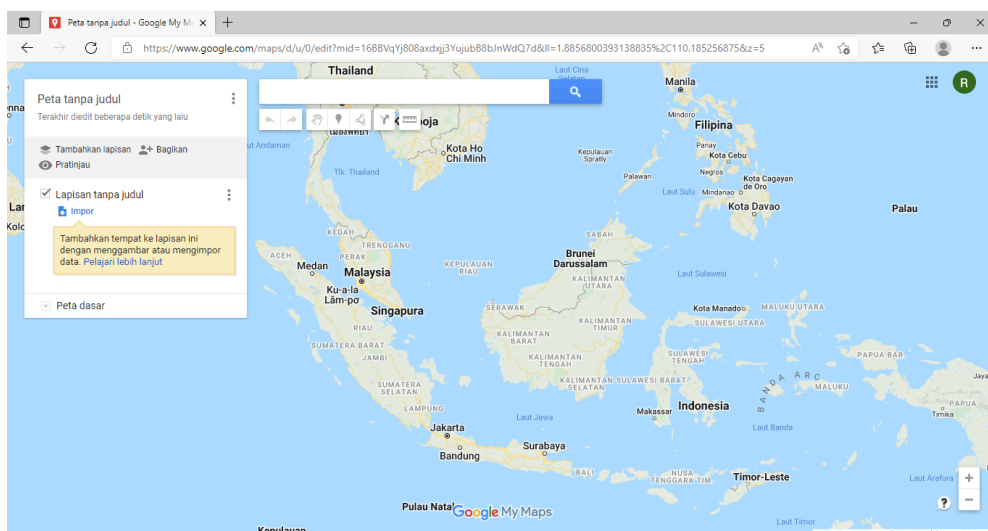 Peta tanpa judul - Google My Ma
https://www.google.com/maps/d/u/0/edit?mid=16BBVqYj808axdxjj3YujubB8bJnWdQ7d&ll=1.8856800393138835%2C110.185256875&z=5
Peta tanpa judul
Terakhir diedit beberapa detik yang lalu
Tambahkan lapisan
Bagikan
Pratinjau
Lapisan tanpa judul
Impor
Tambahkan tempat ke lapisan ini
dengan menggambar atau mengimpor
data. Pelajari lebih lanjut
Peta dasar
R
Thailand
Laut Cina
Selatan
Manila
Mindoro
Filipina
oja
Kota Ho
Chi Minh
Kepulauan
Spratly
Panay
Kota Cebu
ut Andaman
Tlk. Thailand
Palawan
Negros
Kota Cagayan
de Oro
Laut Sulu
Mindanao
Kota Davao
Palau
KEDAH
TRENGGANU
SABAH
ACEH
PERAK
Brunei
Darussalam
Medan
Malaysia
KEPULAUAN
RIAU
Laut Sulawesi
KALIMANTAN
UTARA
Ku-a-la
Lâm-pơ
Singapura
SERAWAK
Kota Manado
MALUKU UTARA
RIAU
KALIMANTAN
TIMUR
SULAWESI UTARA
KALIMANTAN
BARAT
SUMATERA BARAT
JAMBI
KALIMANTAN
TENGAH
SULAWESI
TENGAH
PAPUA BAR
SUMATERA
SELATAN
KALIMANTAN
SELATAN
SULAWESI BARAT
BANDA ARC
MALUKU
Jaya
LAMPUNG
Laut Jawa
Makassar
Indonesia
PAPUA
Timika
Jakarta
Laut Banda
Bandung
Surabaya
BALI
NUSA
TENGGARA TIM.
Timor-Leste
Laut Arafura
Pulau Natal
Google My Maps
Laut Timor
Kepulauan